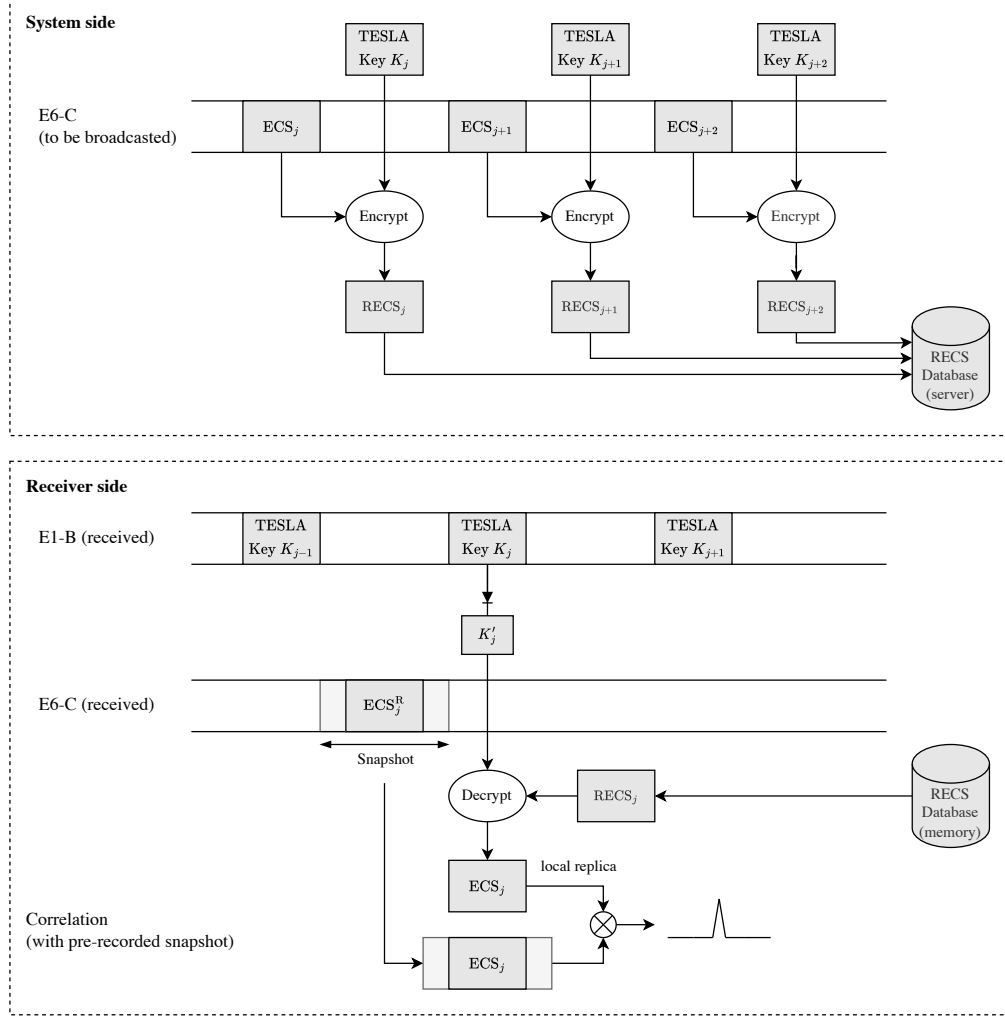 System side
TESLA
Key K_j
TESLA
Key K_{j+1}
TESLA
Key K_{j+2}
E6-C
(to be broadcasted)
ECS_j
ECS_{j+1}
ECS_{j+2}
Encrypt
Encrypt
Encrypt
RECS_j
RECS_{j+1}
RECS_{j+2}
RECS
Database
(server)
Receiver side
E1-B (received)
TESLA
Key K_{j−1}
TESLA
Key K_j
TESLA
Key K_{j+1}
K′_j
E6-C (received)
ECS^R_j
Snapshot
Decrypt
RECS_j
RECS
Database
(memory)
ECS_j
local replica
Correlation
(with pre-recorded snapshot)
ECS_j